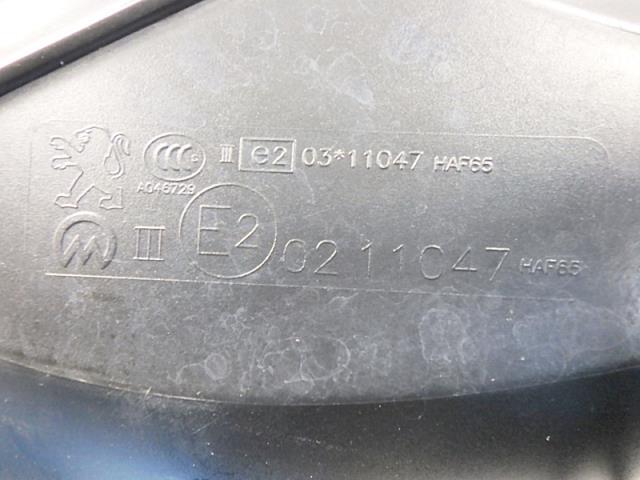 CCC S III e2 03*11047 HAF65
A046729
M III E2 0211047 HAF65